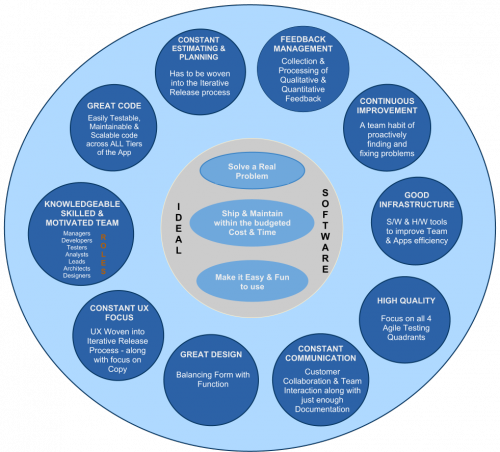 CONSTANT
ESTIMATING &
PLANNING
Has to be woven
into the Iterative
Release process
FEEDBACK
MANAGEMENT
Collection &
Processing of
Qualitative &
Quantitative
Feedback
GREAT CODE
Easily Testable,
Maintainable &
Scalable code
across ALL Tiers
of the App
CONTINUOUS
IMPROVEMENT
A team habit of
proactively
finding and
fixing problems
KNOWLEDGEABLE
SKILLED &
MOTIVATED TEAM
Managers
Developers
Testers
Analysts
Leads
Architects
Designers
ROLES
IDEAL
Solve a Real
Problem
Ship & Maintain
within the budgeted
Cost & Time
Make it Easy & Fun
to use
SOFTWARE
GOOD
INFRASTRUCTURE
S/W & H/W tools
to improve Team
& Apps efficiency
CONSTANT UX
FOCUS
UX Woven into
Iterative Release
Process - along
with focus on
Copy
HIGH QUALITY
Focus on all 4
Agile Testing
Quadrants
GREAT DESIGN
Balancing Form with
Function
CONSTANT
COMMUNICATION
Customer
Collaboration & Team
Interaction along with
just enough
Documentation